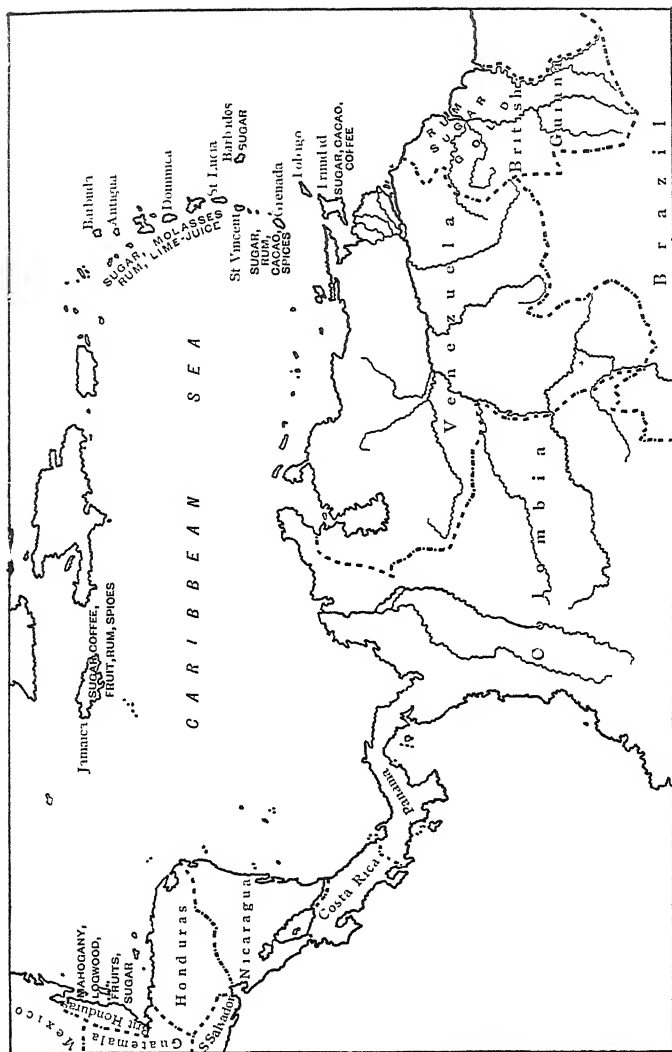 Mexico
Guatemala
Brit Honduras
MAHOGANY,
LOGWOOD,
FRUITS,
SUGAR
Honduras
S Salvador
Nicaragua
Costa Rica
Panama
Jamaica
SUGAR, COFFEE,
FRUIT, RUM, SPICES
CARIBBEAN SEA
Barbuda
Antigua
Dominica
SUGAR, MOLASSES
RUM, LIME-JUICES
St Lucia
Barbados
SUGAR
St Vincent
SUGAR,
RUM,
CACAO,
SPICES
Grenada
Tobago
Trinidad
SUGAR, CACAO,
COFFEE
Colombia
Venezuela
RUM
SUGAR
GOLD
British
Guiana
Brazil